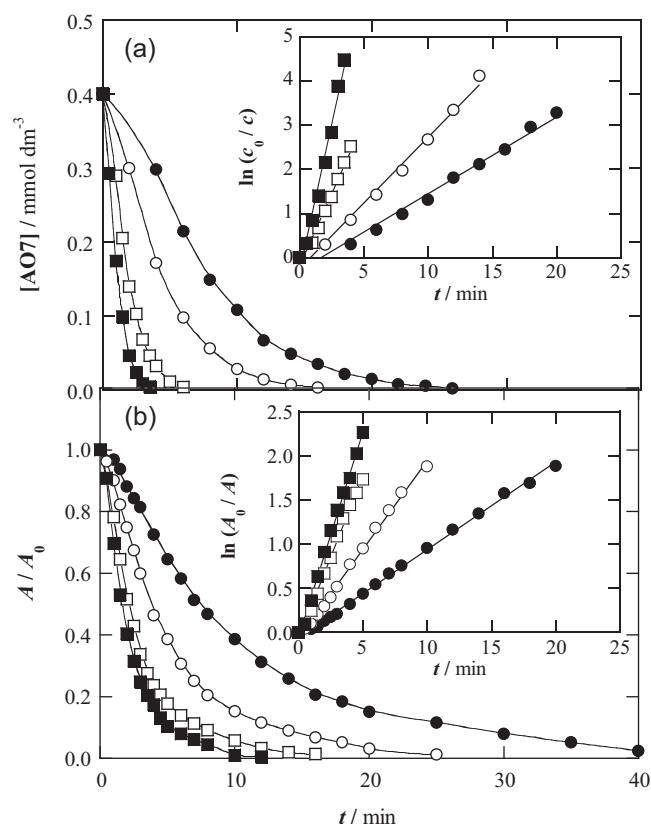 (a)
[AO7] / mmol dm⁻³
0.5
0.4
0.3
0.2
0.1
0.0
ln (c₀ / c)
5
4
3
2
1
0
0 5 10 15 20 25
t / min
(b)
A / A₀
1.0
0.8
0.6
0.4
0.2
0.0
ln (A₀ / A)
2.5
2.0
1.5
1.0
0.5
0.0
0 5 10 15 20 25
t / min
0 10 20 30 40
t / min